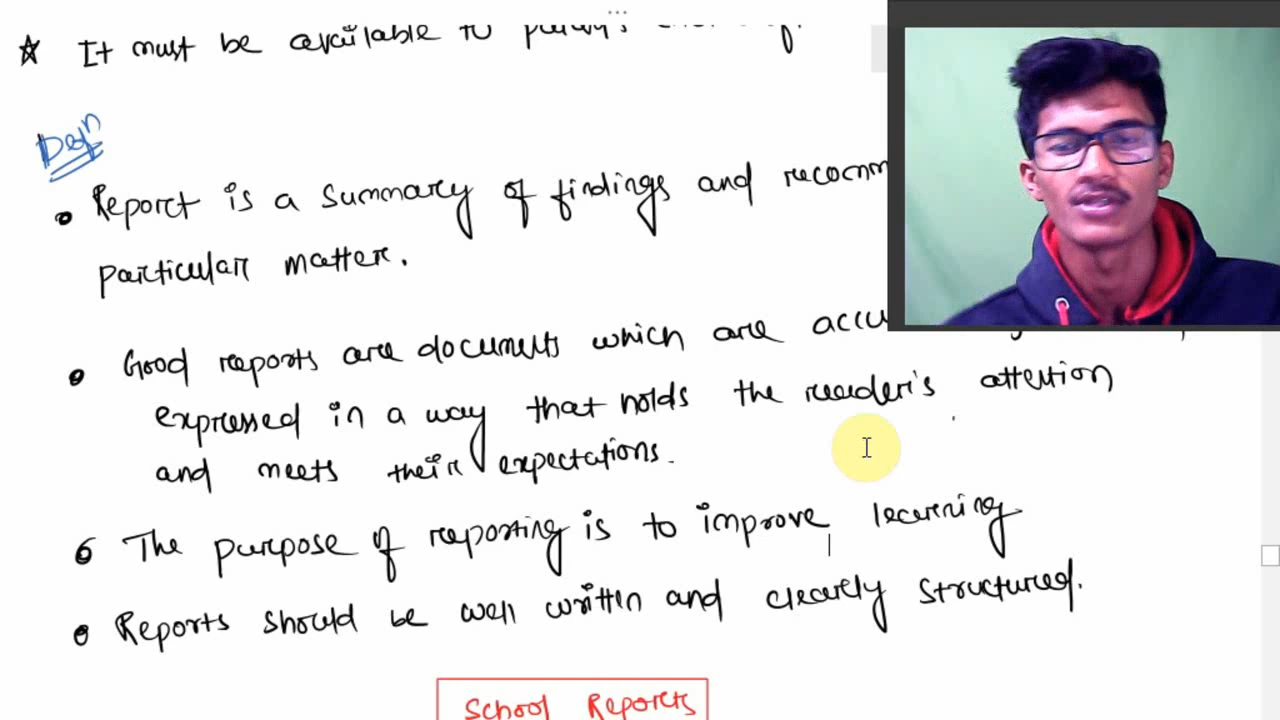 ☆ It must be available to
Defn
• Report is a summary of findings and recomm
particular matter.
• Good reports are documents which are accu
expressed in a way that holds the reader's attention
and meets their expectations.
• The purpose of reporting is to improve learning
• Reports should be well written and clearly structured.
School Reports